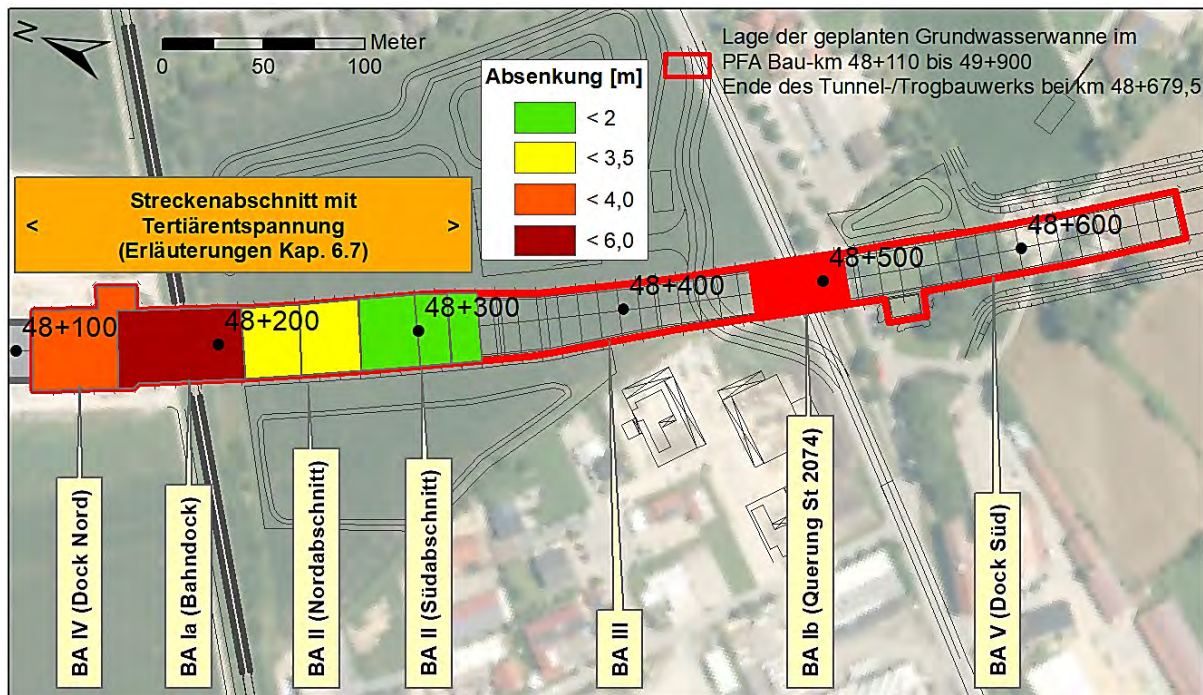 N
Meter
0
50
100
Absenkung [m]
< 2
< 3,5
< 4,0
< 6,0
Lage der geplanten Grundwasserwanne im
PFA Bau-km 48+110 bis 49+900
Ende des Tunnel-/Trogbauwerks bei km 48+679,5
Streckenabschnitt mit
< Tertiärentspannung >
(Erläuterungen Kap. 6.7)
48+100
48+200
48+300
48+400
48+500
48+600
BA IV (Dock Nord)
BA Ia (Bahndock)
BA II (Nordabschnitt)
BA II (Südabschnitt)
BA III
BA Ib (Querung St 2074)
BA V (Dock Süd)